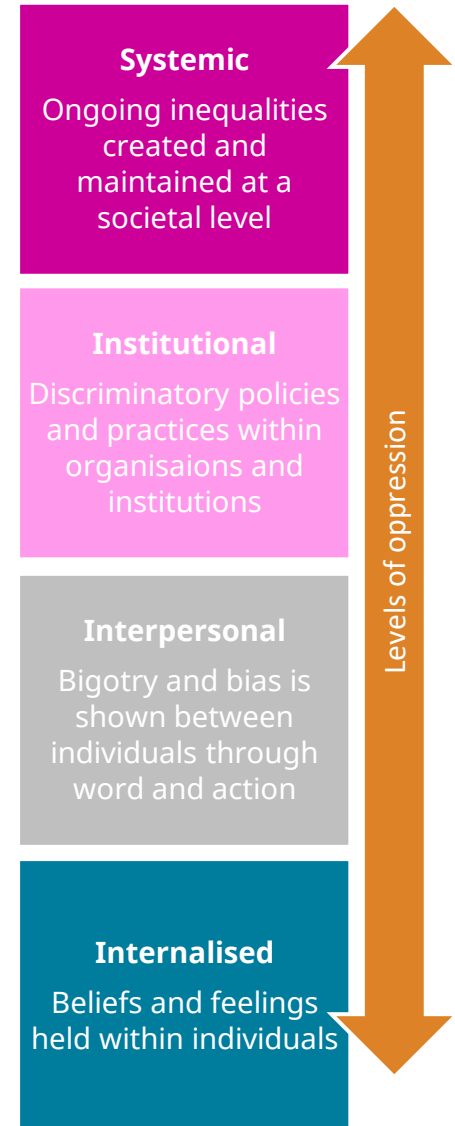 Systemic
Ongoing inequalities
created and
maintained at a
societal level
Institutional
Discriminatory policies
and practices within
organisaions and
institutions
Interpersonal
Bigotry and bias is
shown between
individuals through
word and action
Internalised
Beliefs and feelings
held within individuals
Levels of oppression